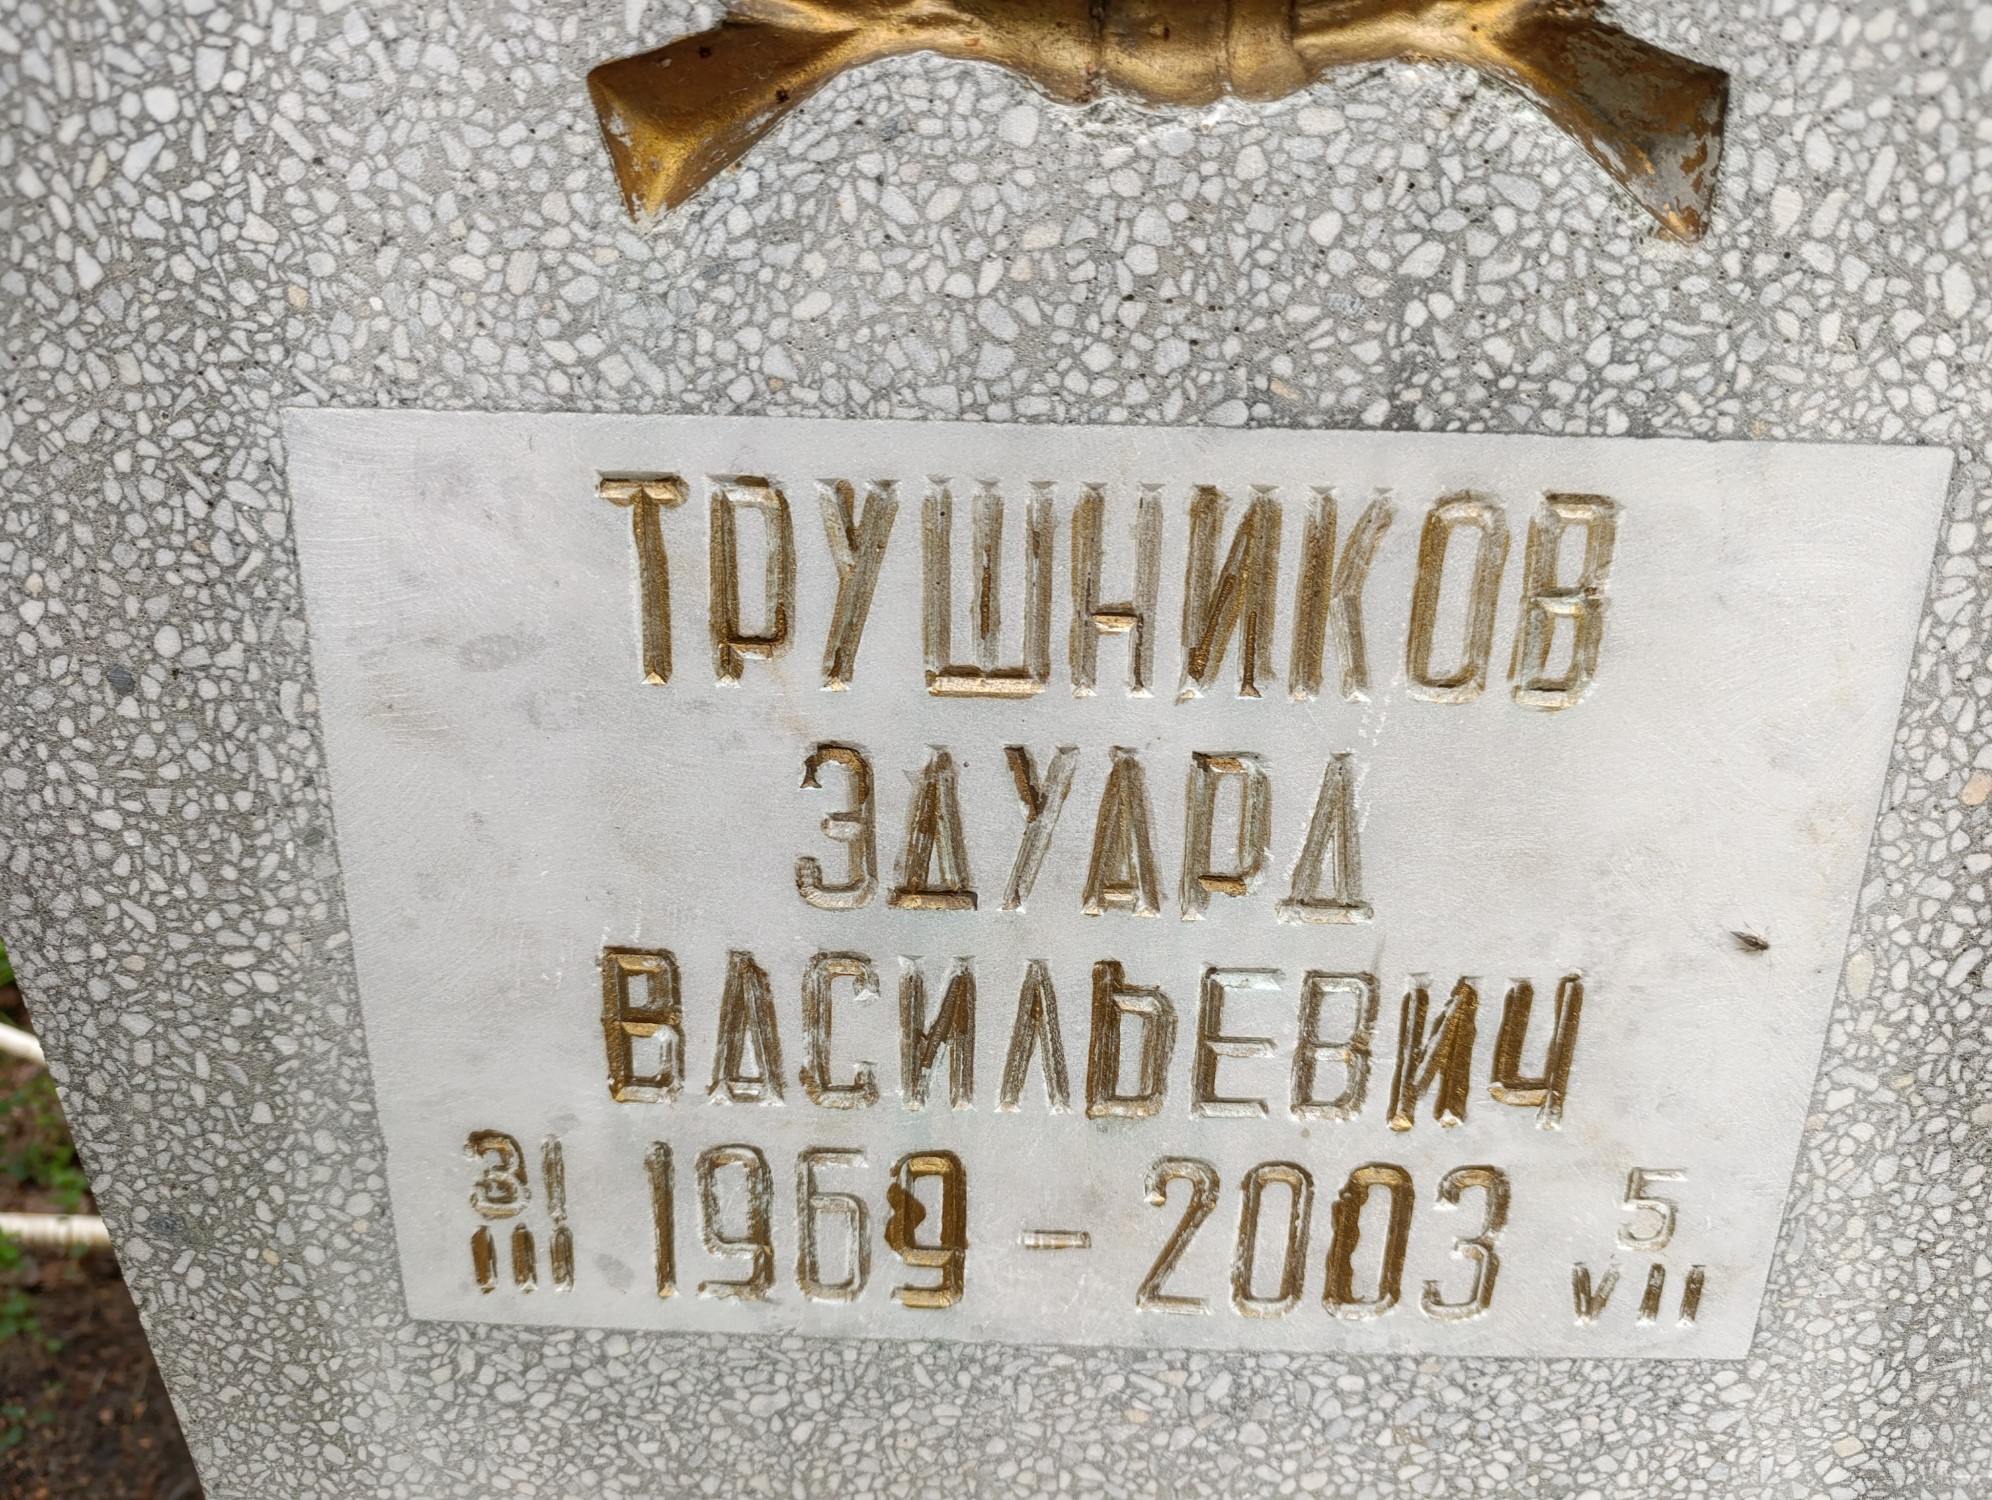 ТРУШНИКОВ
ЭДУАРД
ВАСИЛЬЕВИЧ
31 III 1969 - 2003 5 VII